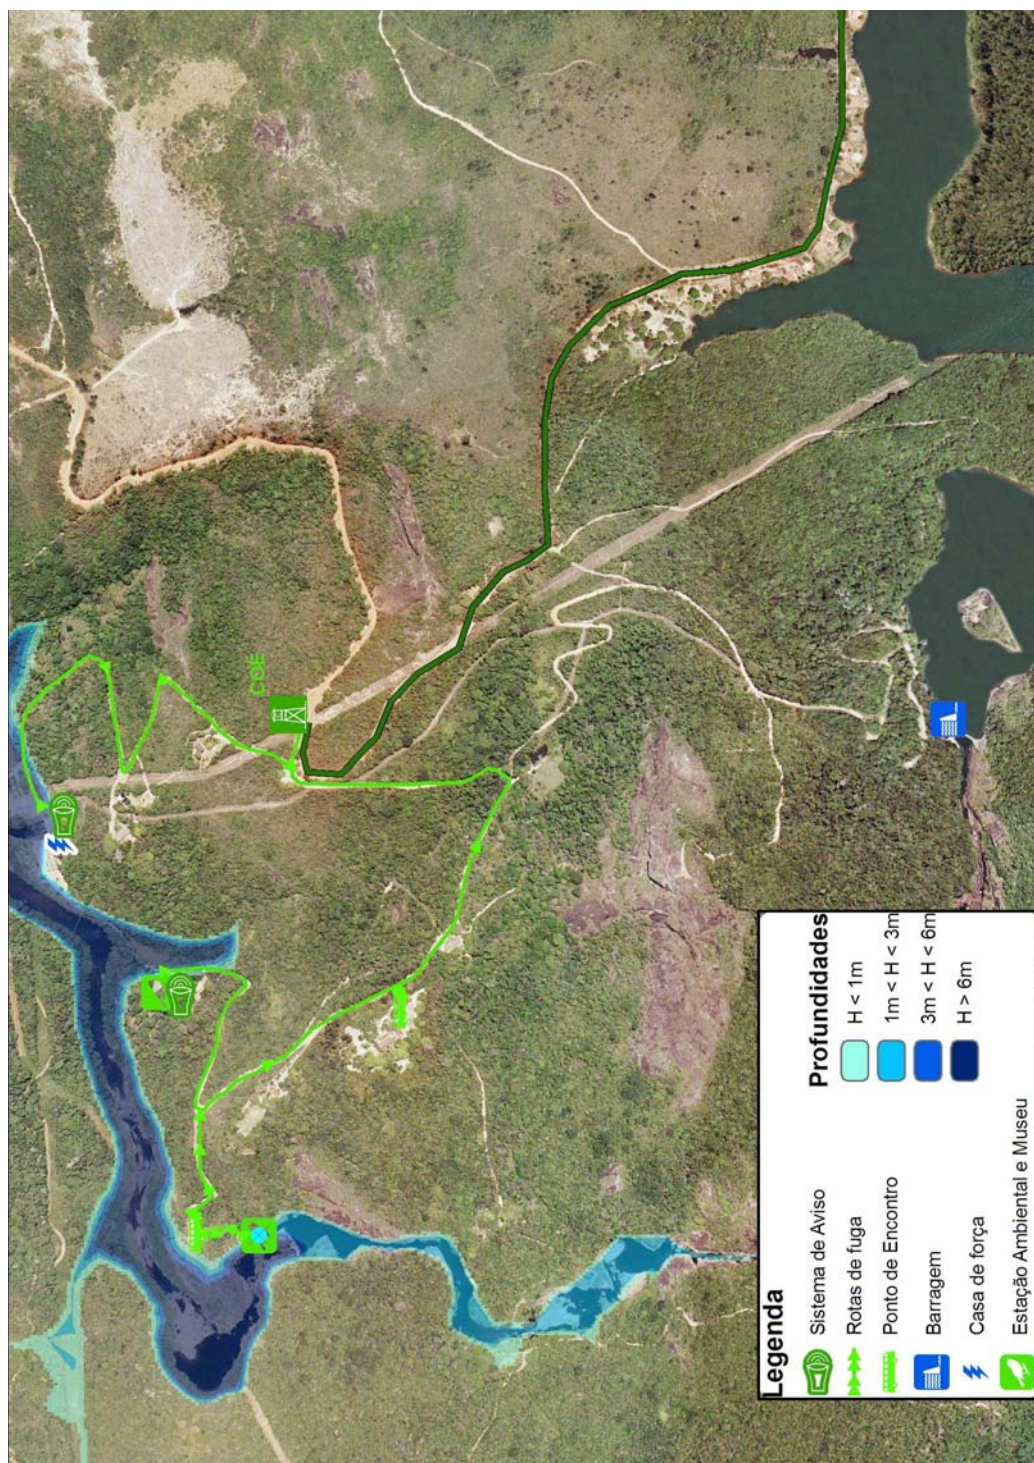 COE
Legenda
Sistema de Aviso
Rotas de fuga
Ponto de Encontro
Barragem
Casa de força
Estação Ambiental e Museu
Profundidades
H < 1m
1m < H < 3m
3m < H < 6m
H > 6m